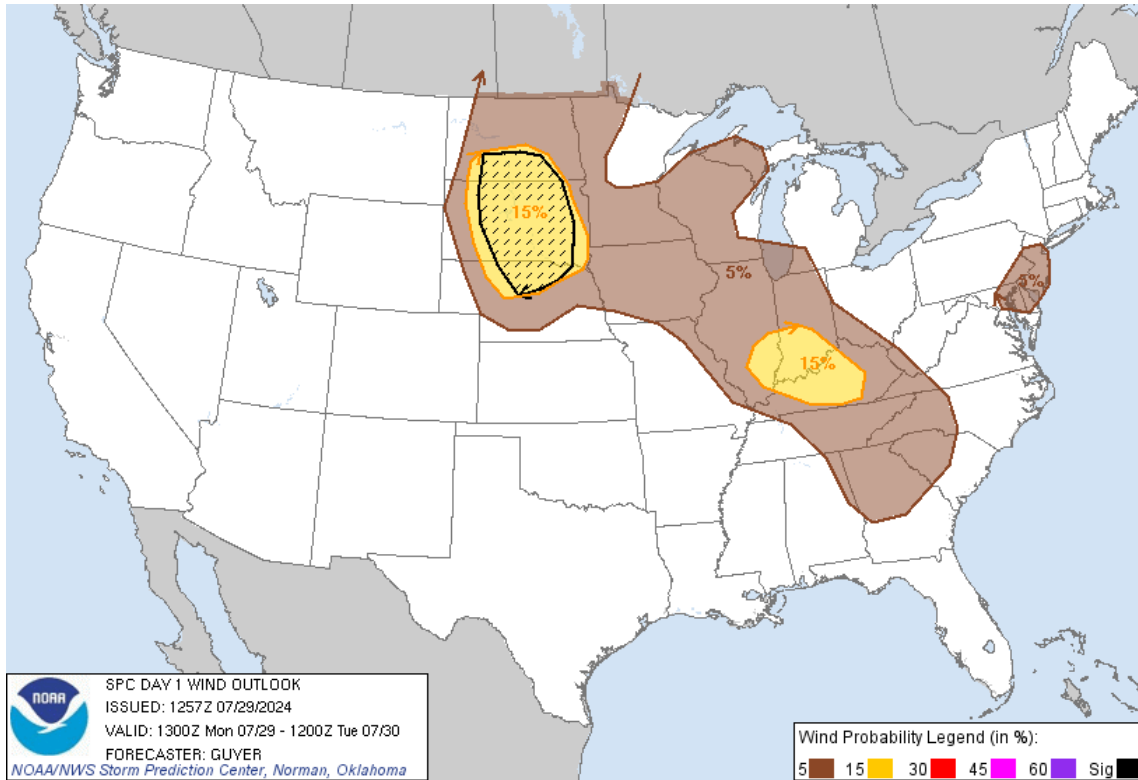 15%
5%
5%
15%
NOAA
SPC DAY 1 WIND OUTLOOK
ISSUED: 1257Z 07/29/2024
VALID: 1300Z Mon 07/29 - 1200Z Tue 07/30
FORECASTER: GUYER
NOAA/NWS Storm Prediction Center, Norman, Oklahoma
Wind Probability Legend (in %):
5 15 30 45 60 Sig